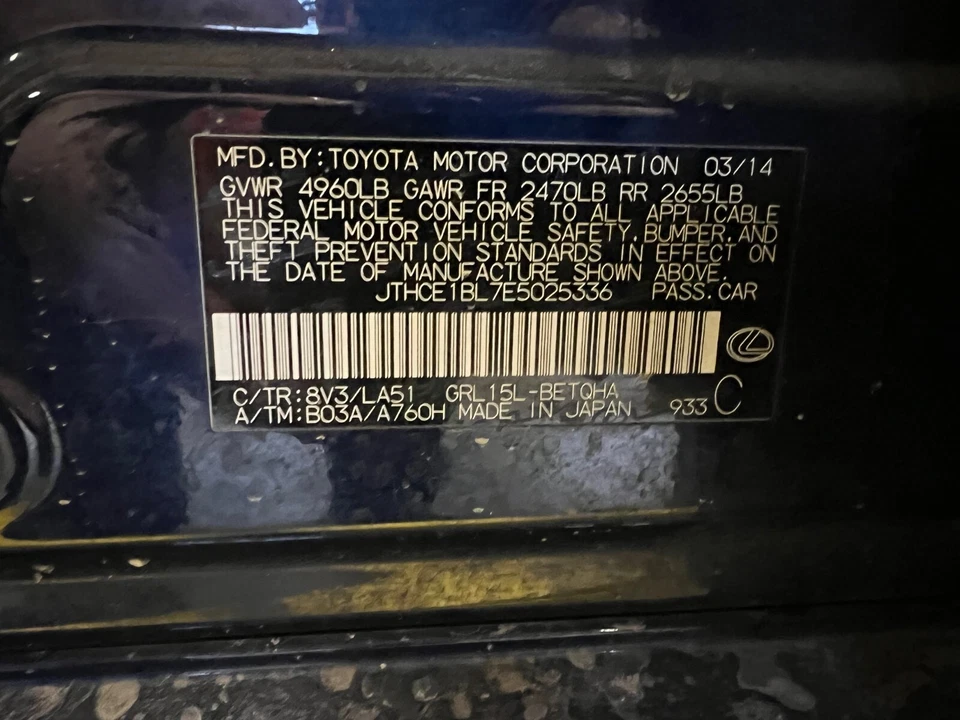 MFD.BY:TOYOTA MOTOR CORPORATION 03/14
GVWR 4960LB GAWR FR 2470LB RR 2655LB
THIS VEHICLE CONFORMS TO ALL APPLICABLE
FEDERAL MOTOR VEHICLE SAFETY,BUMPER,AND
THEFT PREVENTION STANDARDS IN EFFECT ON
THE DATE OF MANUFACTURE SHOWN ABOVE.
JTHCE1BL7E5025336 PASS.CAR
C/TR:8V3/LA51 GRL15L-BETQHA
A/TM:B03A/A760H MADE IN JAPAN 933 C